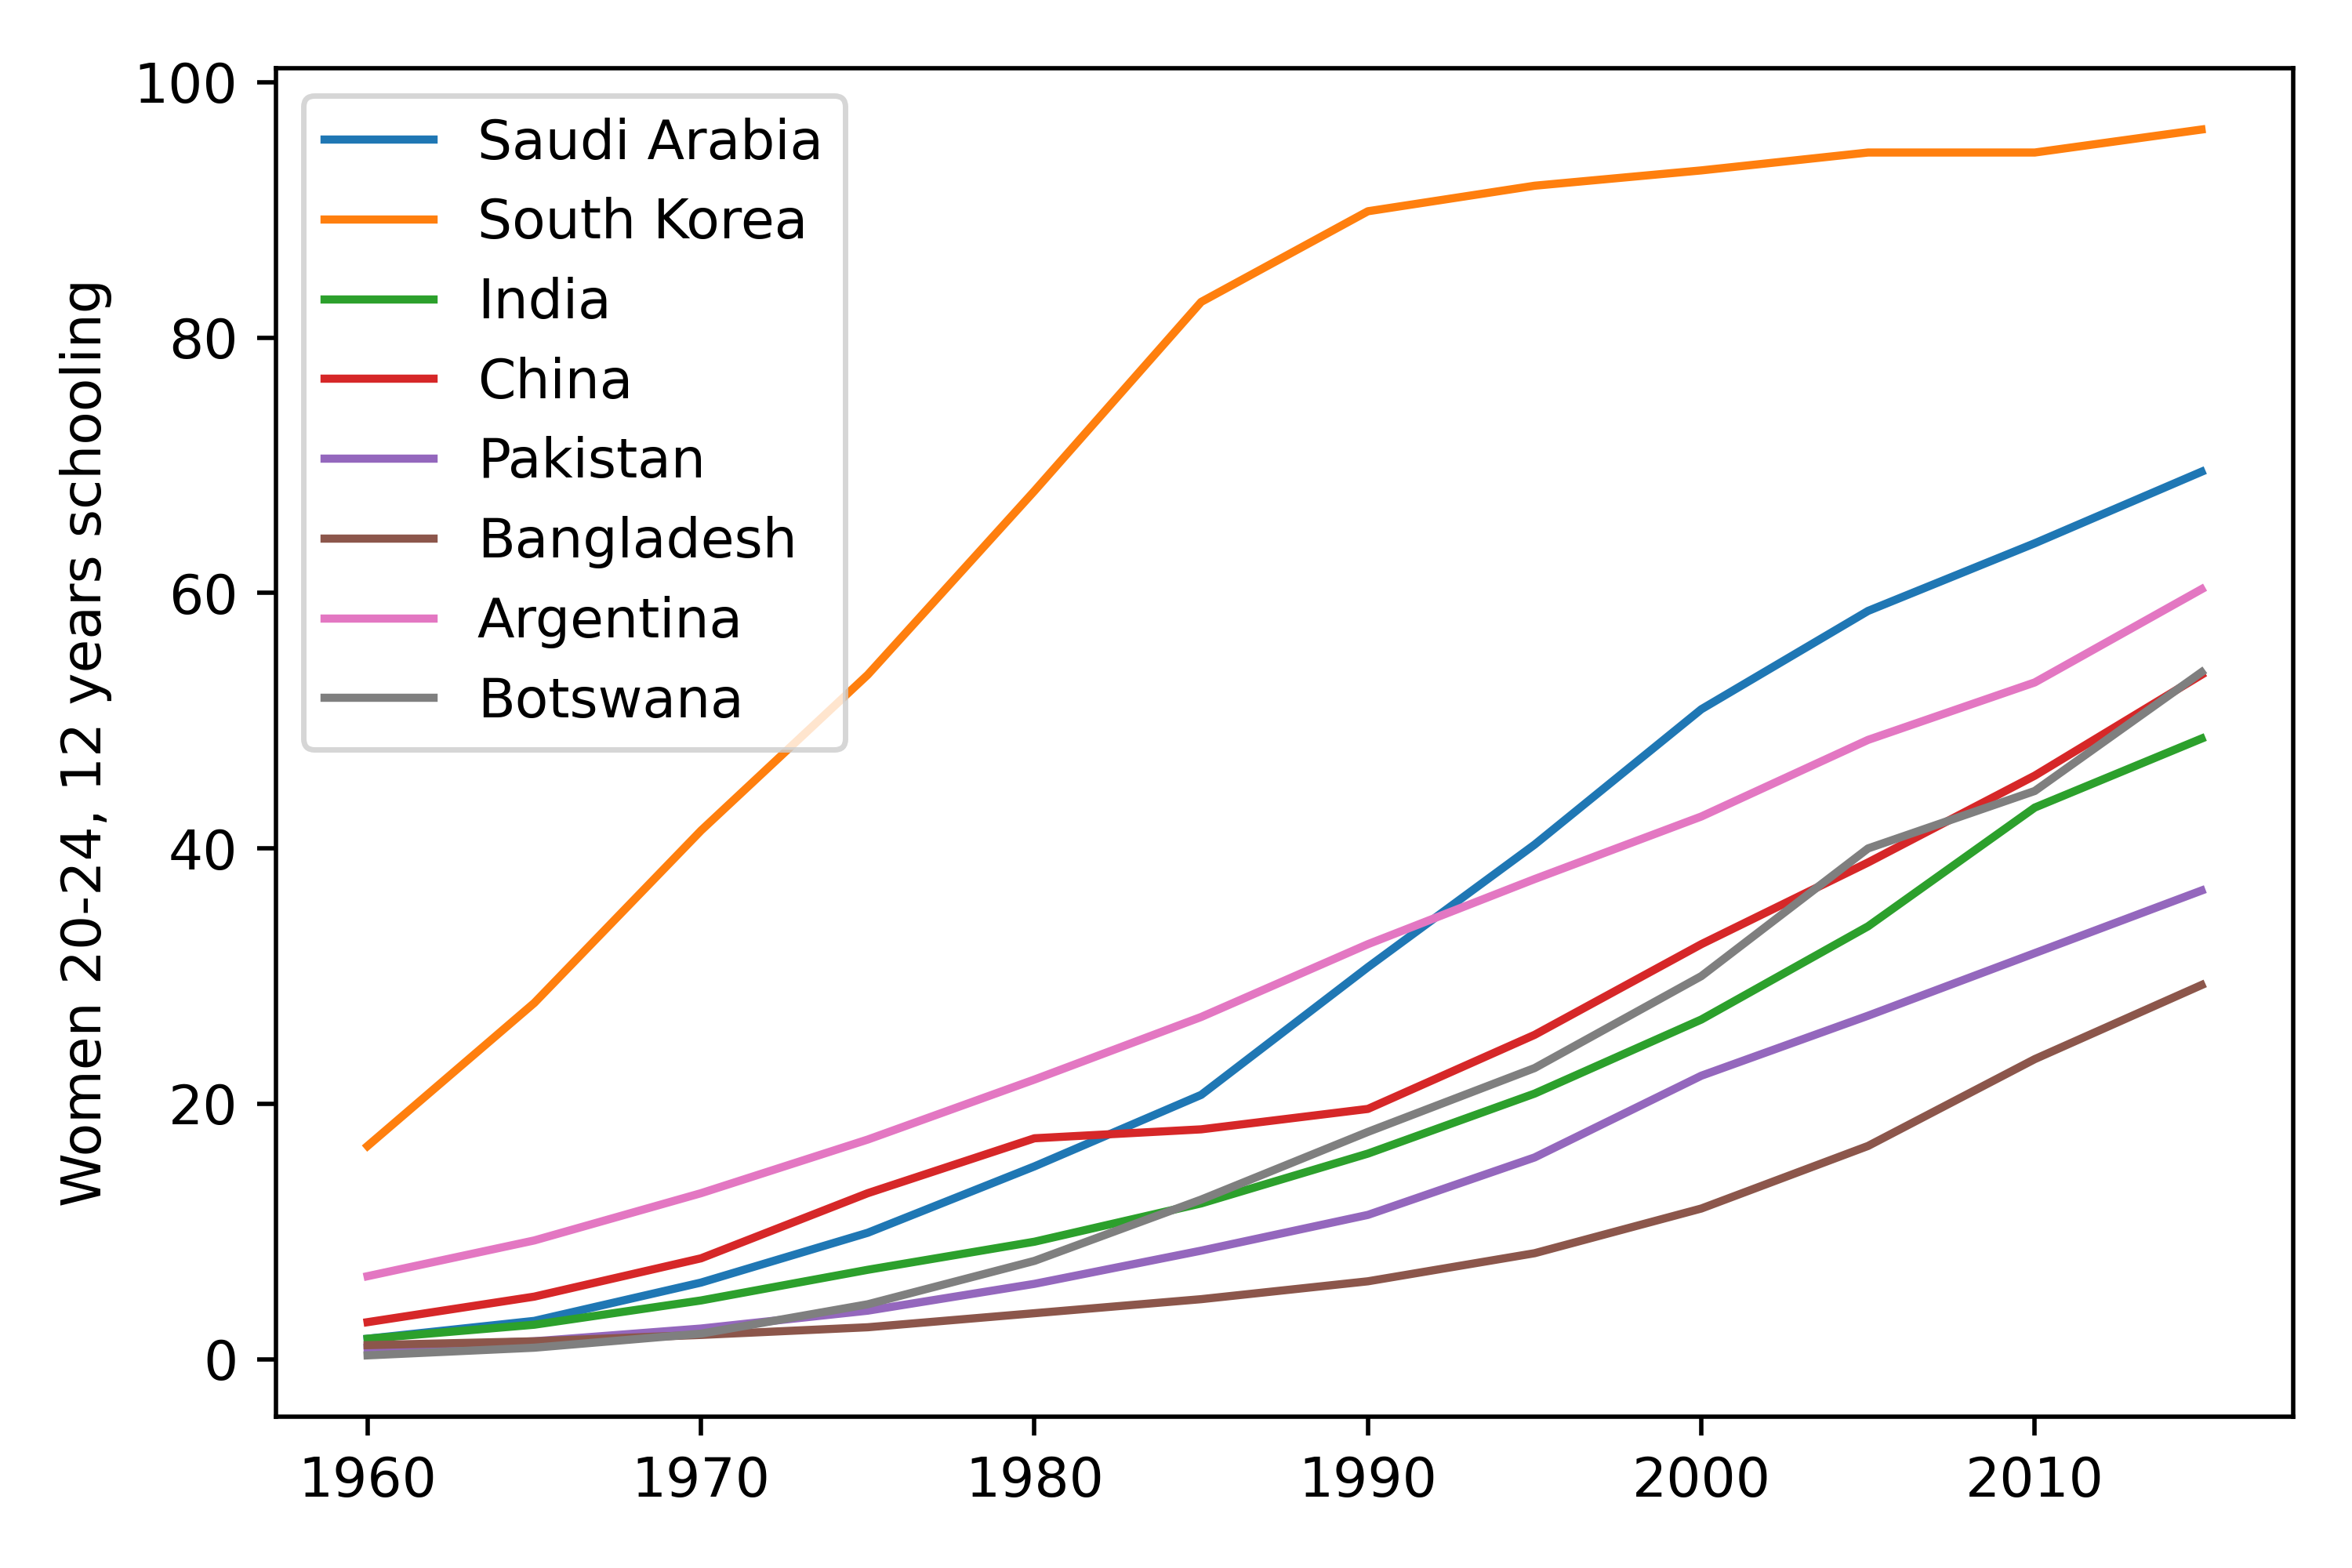 100
80
60
40
20
0
Women 20-24, 12 years schooling
Saudi Arabia
South Korea
India
China
Pakistan
Bangladesh
Argentina
Botswana
1960 1970 1980 1990 2000 2010